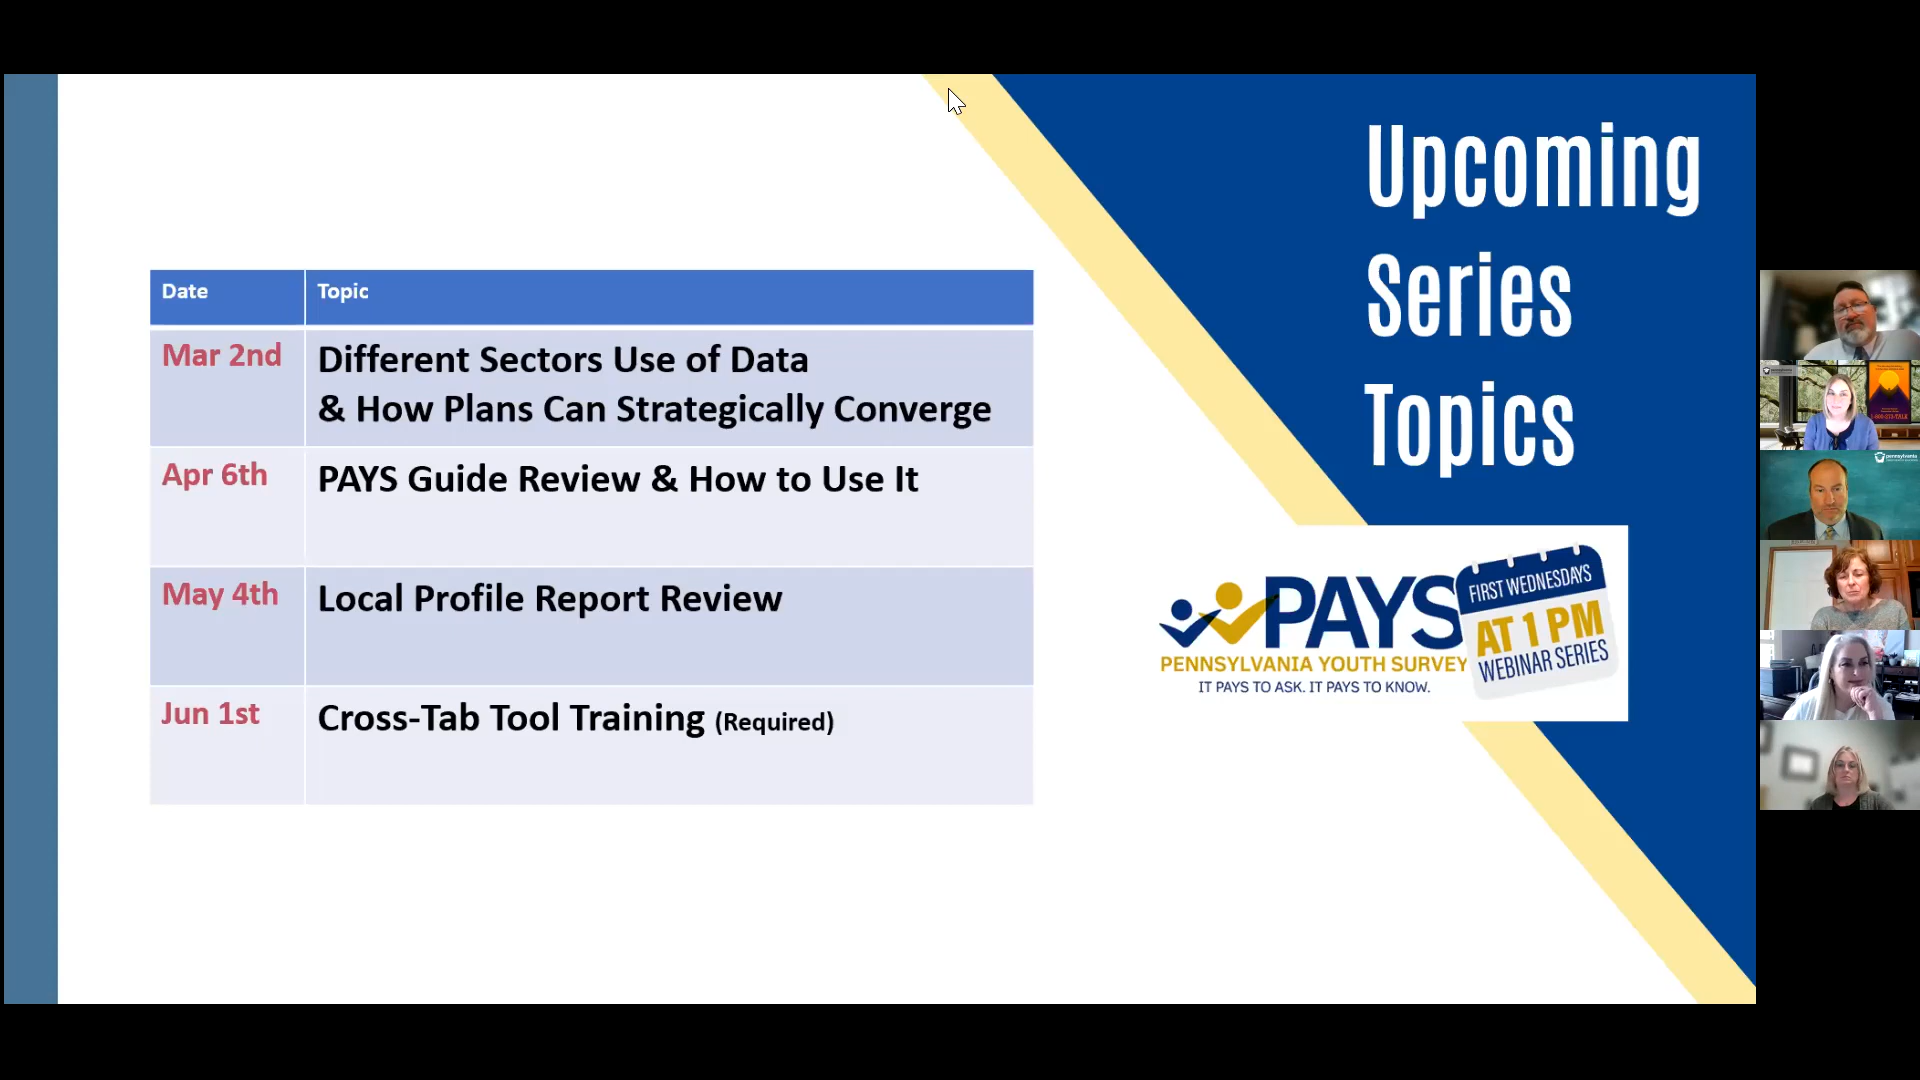 Upcoming
Series
Topics
Date Topic
Mar 2nd Different Sectors Use of Data
& How Plans Can Strategically Converge
Apr 6th PAYS Guide Review & How to Use It
May 4th Local Profile Report Review
Jun 1st Cross-Tab Tool Training (Required)
PAYS
PENNSYLVANIA YOUTH SURVEY
IT PAYS TO ASK. IT PAYS TO KNOW.
FIRST WEDNESDAYS
AT 1 PM
WEBINAR SERIES
pennsylvania